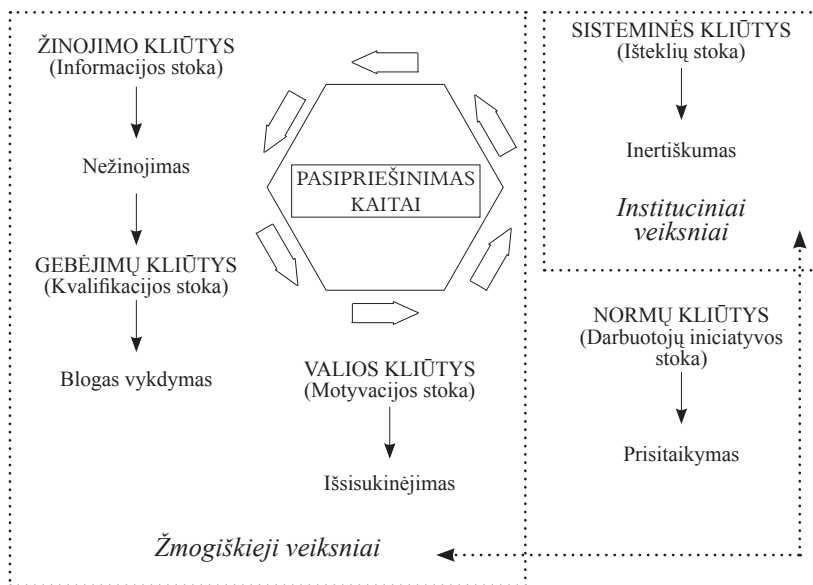 ŽINOJIMO KLIŪTYS
(Informacijos stoka)
Nežinojimas
GEBĖJIMŲ KLIŪTYS
(Kvalifikacijos stoka)
Blogas vykdymas
PASIPRIEŠINIMAS
KAITAI
VALIOS KLIŪTYS
(Motyvacijos stoka)
Išsisukinėjimas
Žmogiškieji veiksniai
SISTEMINĖS KLIŪTYS
(Išteklių stoka)
Inertiškumas
Instituciniai
veiksniai
NORMŲ KLIŪTYS
(Darbuotojų iniciatyvos
stoka)
Prisitaikymas